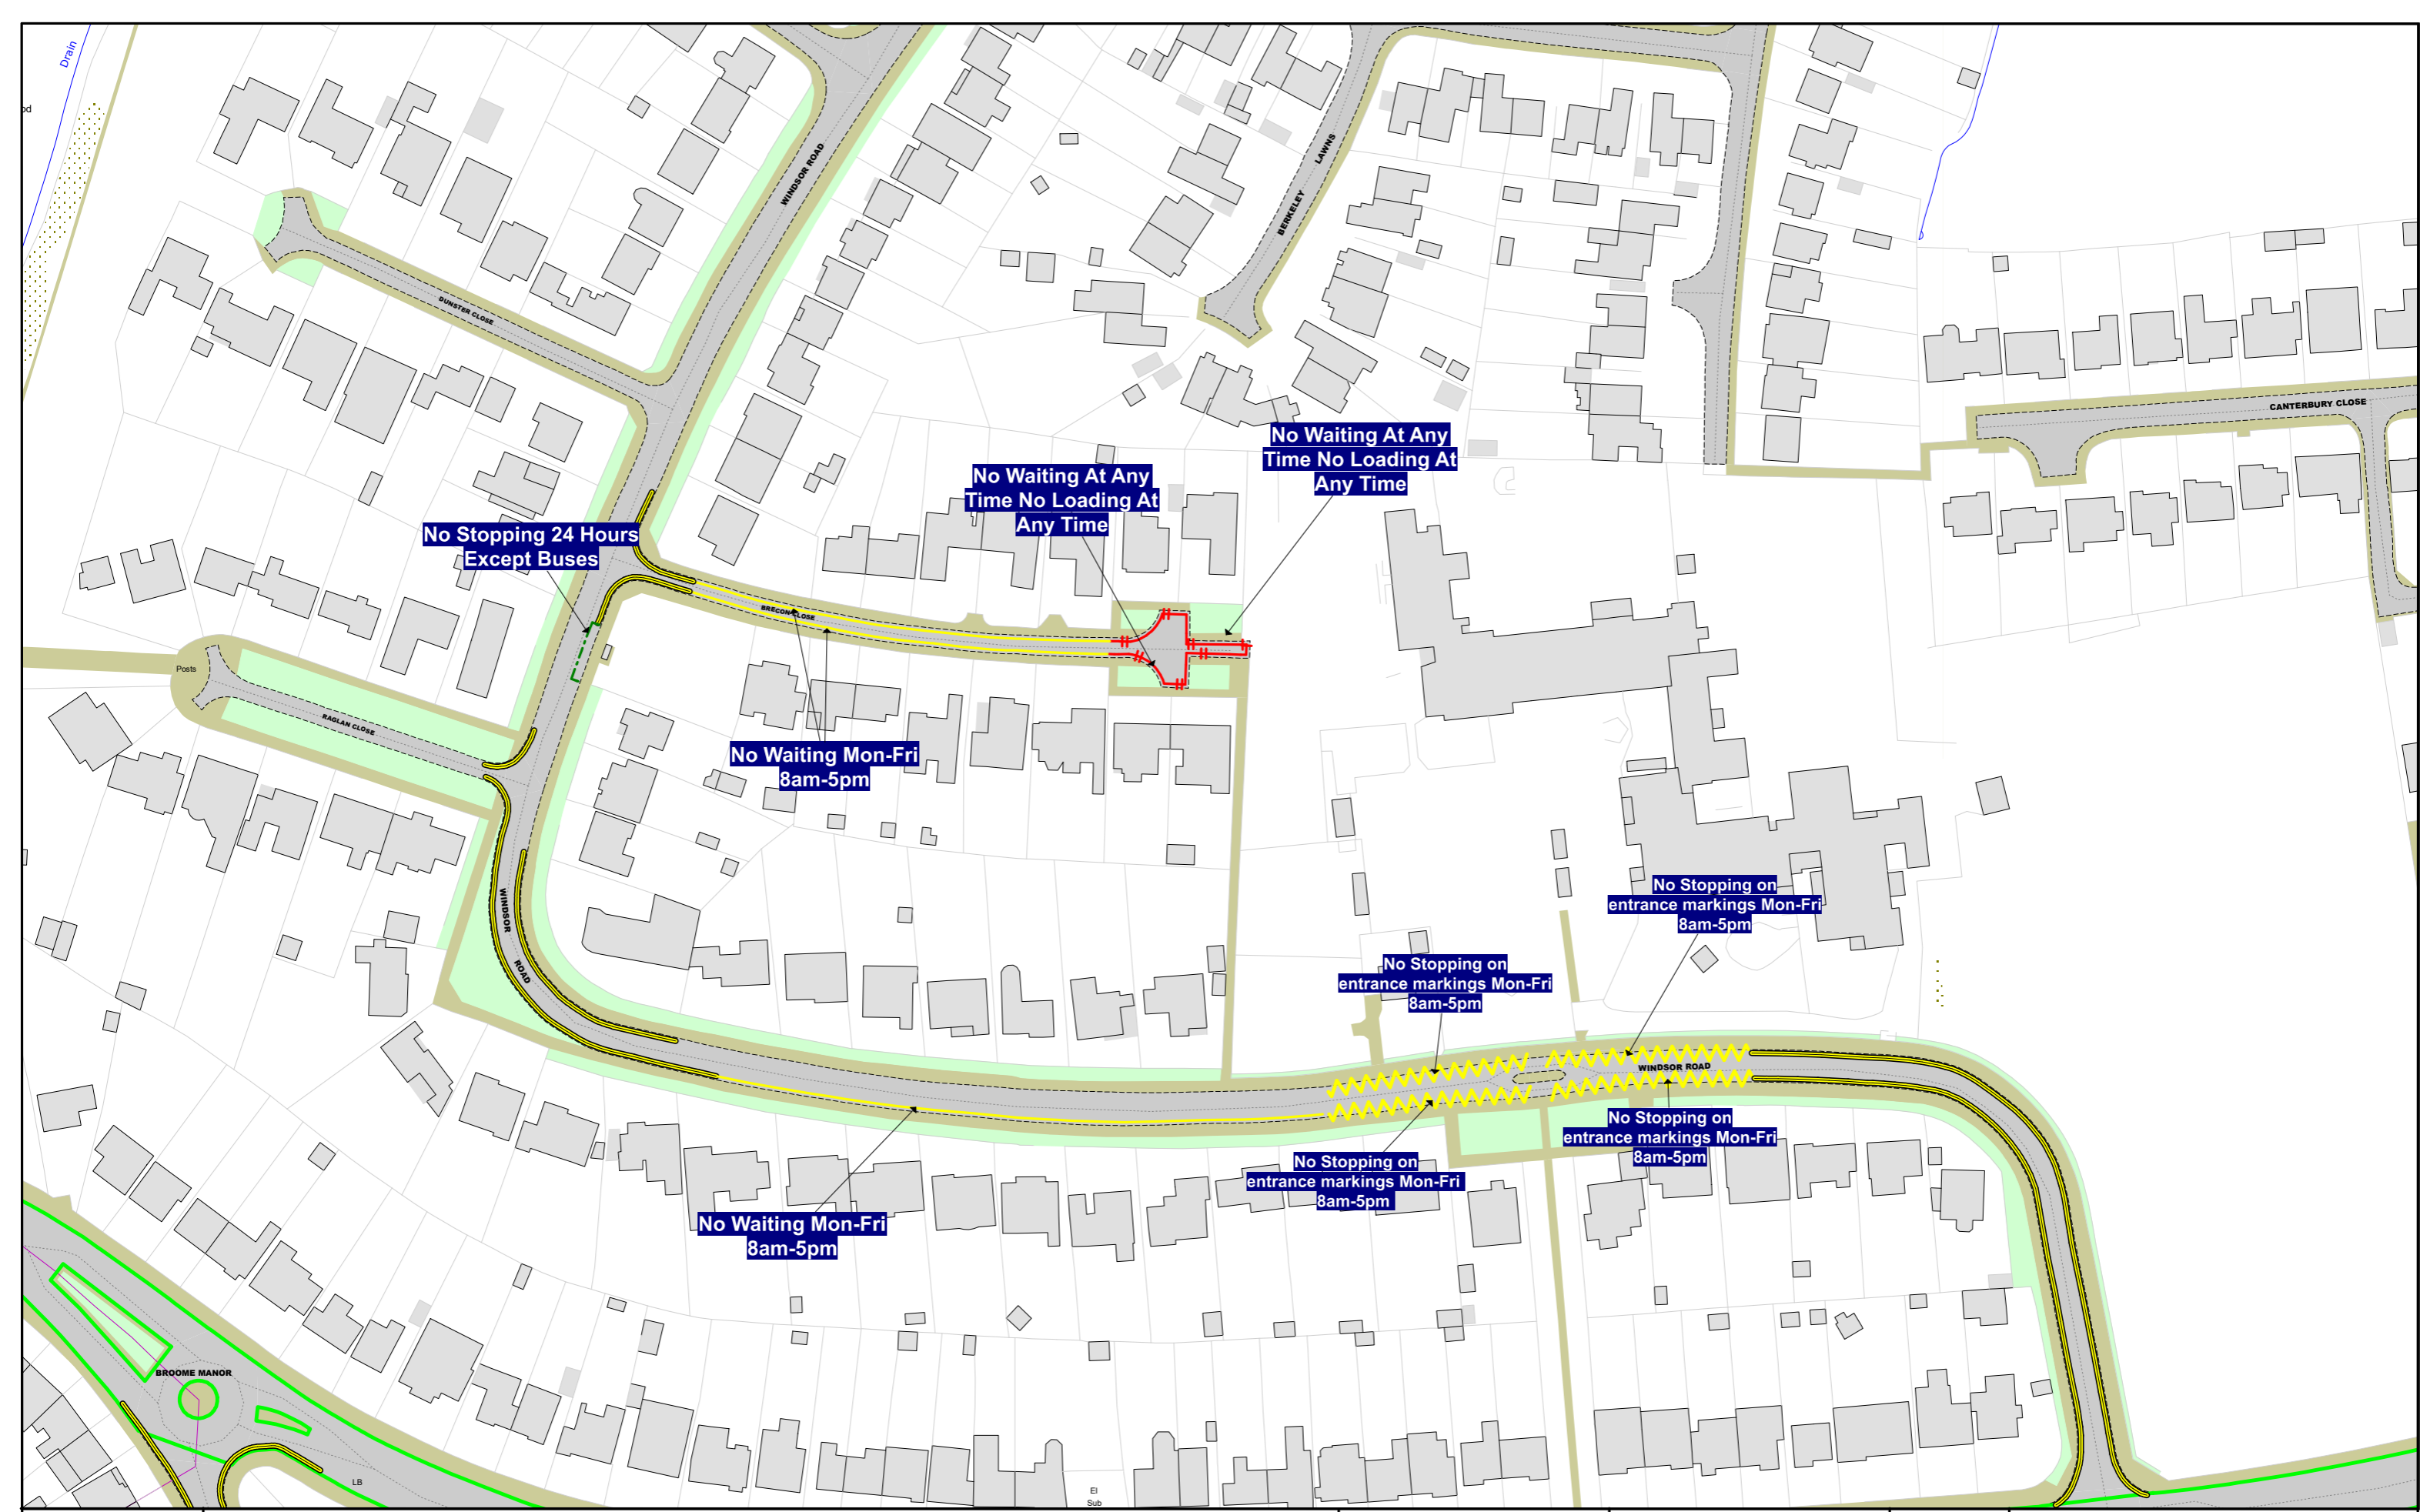 Drain
od
WINDSOR ROAD
BERKELEY LAWNS
DUNSTER CLOSE
CANTERBURY CLOSE
No Waiting At Any
Time No Loading At
Any Time
No Waiting At Any
Time No Loading At
Any Time
No Stopping 24 Hours
Except Buses
BRECON CLOSE
Posts
RAGLAN CLOSE
No Waiting Mon-Fri
8am-5pm
WINDSOR
ROAD
No Stopping on
entrance markings Mon-Fri
8am-5pm
No Stopping on
entrance markings Mon-Fri
8am-5pm
WINDSOR ROAD
No Stopping on
entrance markings Mon-Fri
8am-5pm
No Stopping on
entrance markings Mon-Fri
8am-5pm
No Waiting Mon-Fri
8am-5pm
BROOME MANOR
LB
El
Sub